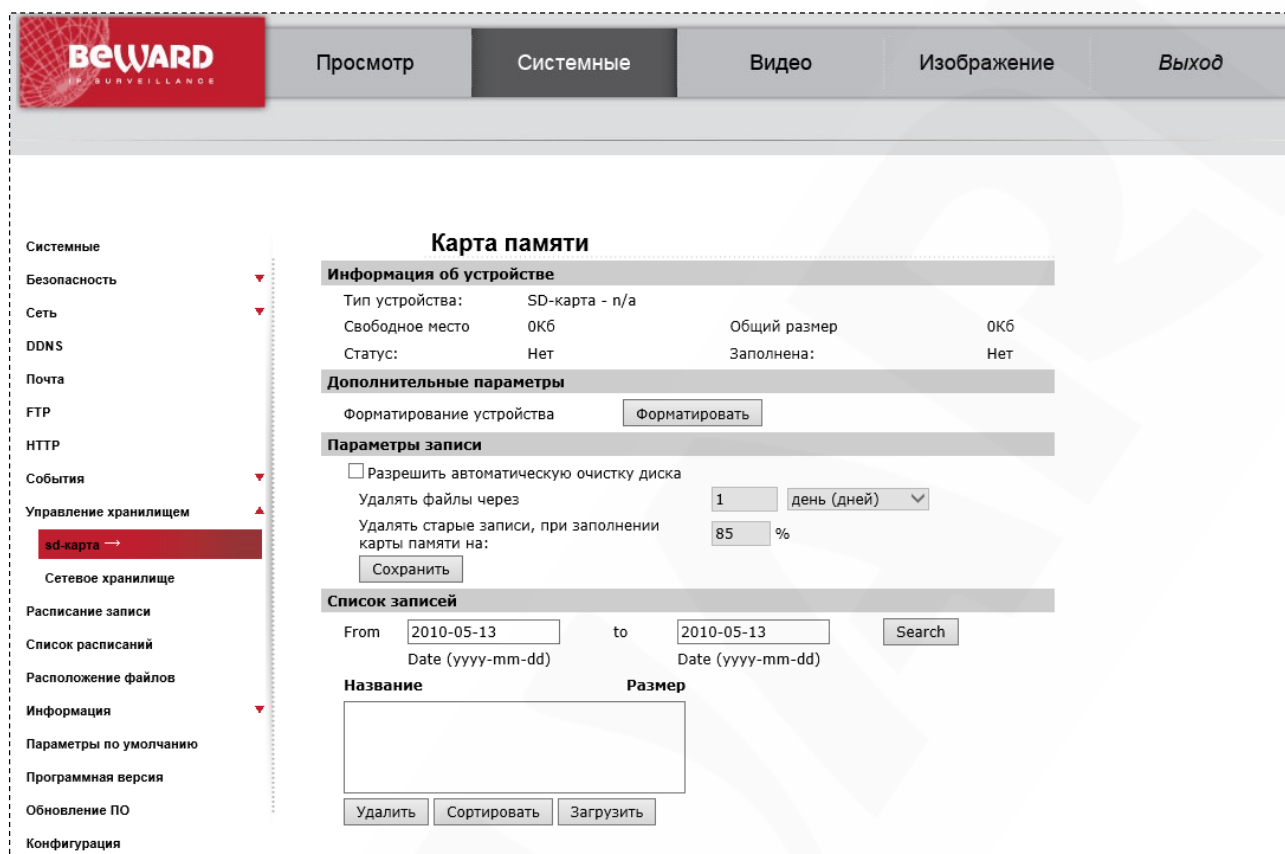 BEWARD
IP SURVEILLANCE
Просмотр
Системные
Видео
Изображение
Выход
Системные
Безопасность
Сеть
DDNS
Почта
FTP
HTTP
События
Управление хранилищем
sd-карта →
Сетевое хранилище
Расписание записи
Список расписаний
Расположение файлов
Информация
Параметры по умолчанию
Программная версия
Обновление ПО
Конфигурация
Карта памяти
Информация об устройстве
Тип устройства: SD-карта - n/a
Свободное место 0Кб Общий размер 0Кб
Статус: Нет Заполнена: Нет
Дополнительные параметры
Форматирование устройства Форматировать
Параметры записи
Разрешить автоматическую очистку диска
Удалять файлы через 1 день (дней)
Удалять старые записи, при заполнении
карты памяти на: 85 %
Сохранить
Список записей
From 2010-05-13 to 2010-05-13 Search
Date (yyyy-mm-dd) Date (yyyy-mm-dd)
Название Размер
Удалить Сортировать Загрузить